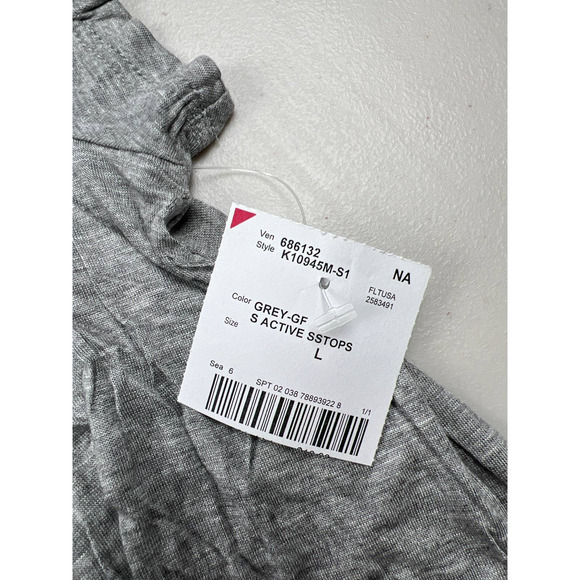 Ven 686132
Style K10945M-S1
NA
FLTUSA
2583491
Color GREY-GF
S ACTIVE SSTOPS
Size L
Sea 6
SPT 02 038 78893922 8 1/1